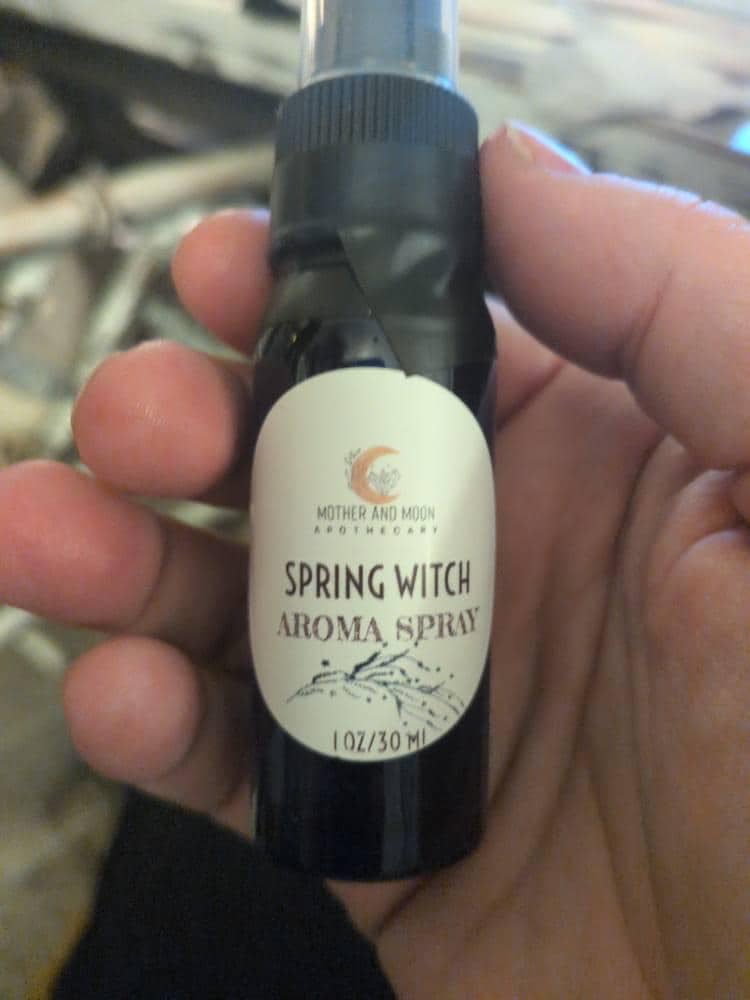 MOTHER AND MOON
APOTHECARY
SPRING WITCH
AROMA SPRAY
1 OZ/30 Ml